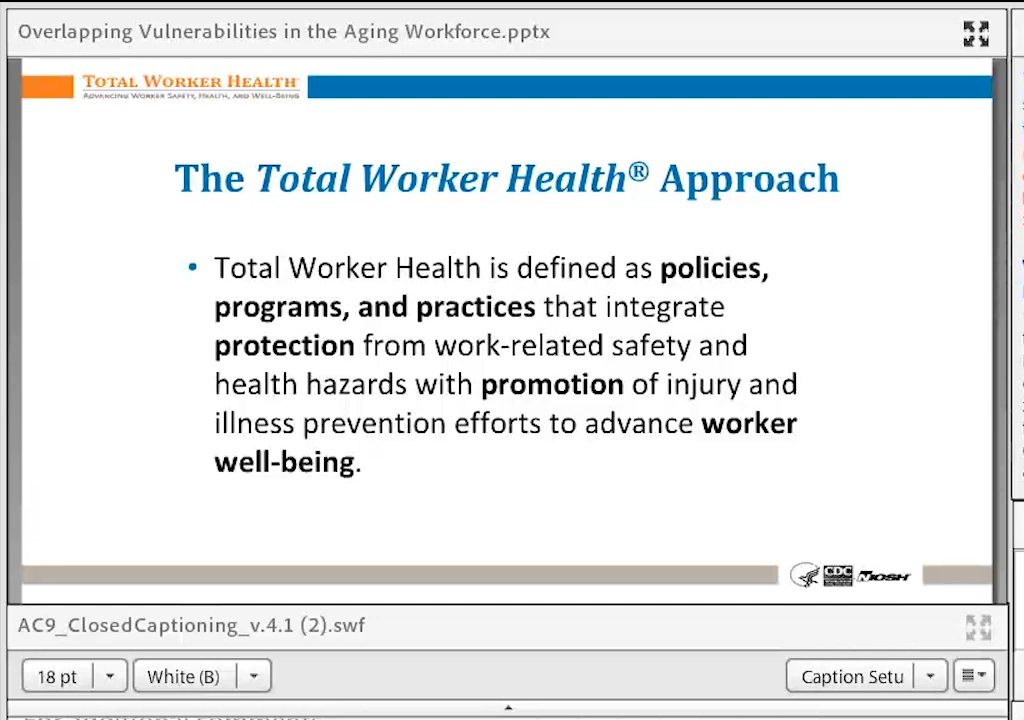 Overlapping Vulnerabilities in the Aging Workforce.pptx
TOTAL WORKER HEALTH
ADVANCING WORKER SAFETY, HEALTH, AND WELL-BEING
The Total Worker Health® Approach
• Total Worker Health is defined as policies,
programs, and practices that integrate
protection from work-related safety and
health hazards with promotion of injury and
illness prevention efforts to advance worker
well-being.
CDC NIOSH
AC9_ClosedCaptioning_v.4.1 (2).swf
18 pt White (B) Caption Setu